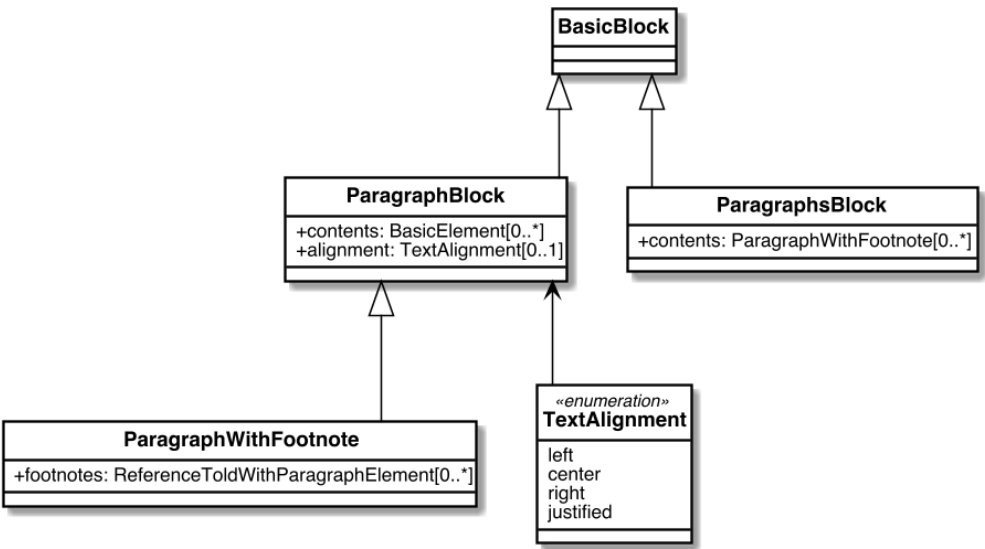 BasicBlock
ParagraphBlock
+contents: BasicElement[0..*]
+alignment: TextAlignment[0..1]
ParagraphsBlock
+contents: ParagraphWithFootnote[0..*]
ParagraphWithFootnote
+footnotes: ReferenceToIdWithParagraphElement[0..*]
«enumeration»
TextAlignment
left
center
right
justified